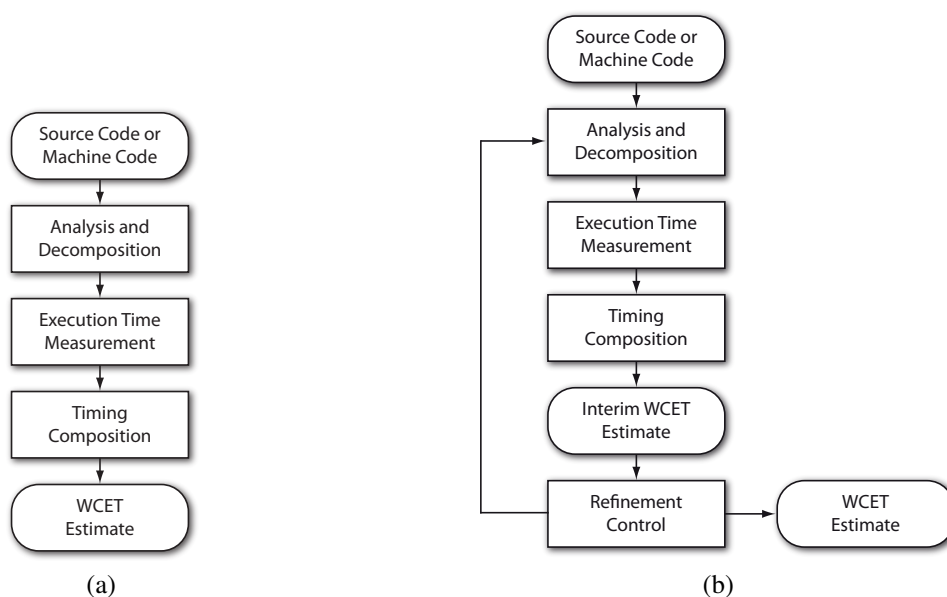 Source Code or
Machine Code
Analysis and
Decomposition
Execution Time
Measurement
Timing
Composition
WCET
Estimate
(a)
Source Code or
Machine Code
Analysis and
Decomposition
Execution Time
Measurement
Timing
Composition
Interim WCET
Estimate
Refinement
Control
WCET
Estimate
(b)